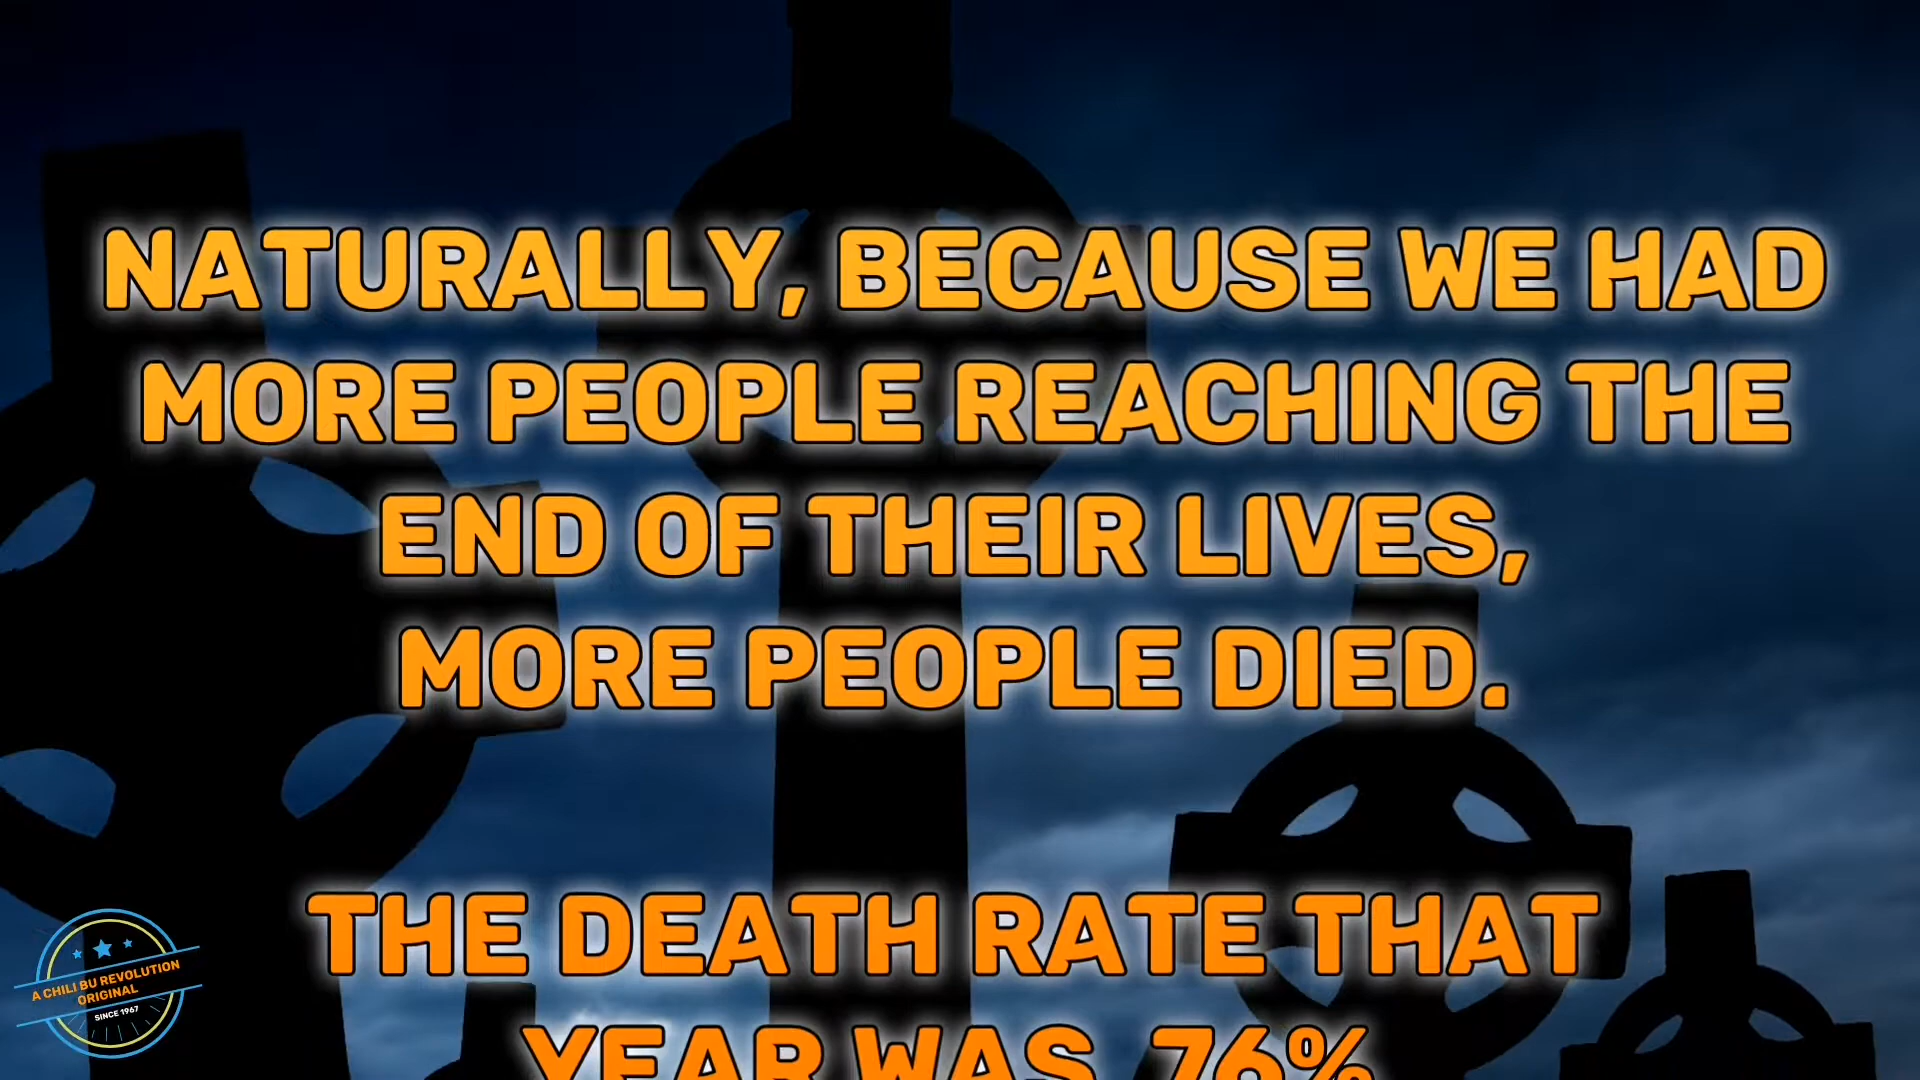 NATURALLY, BECAUSE WE HAD
MORE PEOPLE REACHING THE
END OF THEIR LIVES,
MORE PEOPLE DIED.
THE DEATH RATE THAT
YEAR WAS .76%
A CHILI BU REVOLUTION
ORIGINAL
SINCE 1967